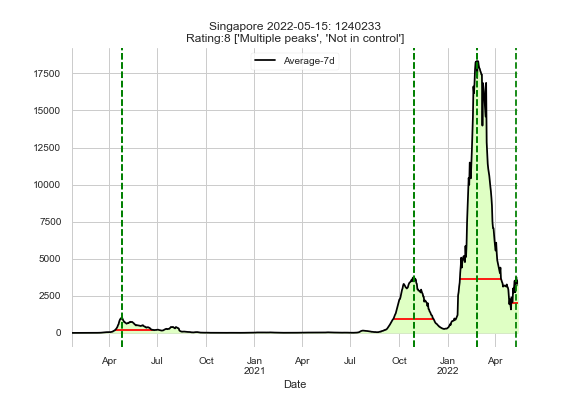 Singapore 2022-05-15: 1240233
Rating:8 ['Multiple peaks', 'Not in control']
Average-7d
17500
15000
12500
10000
7500
5000
2500
0
Apr Jul Oct Jan Apr Jul Oct Jan Apr
2021 2022
Date